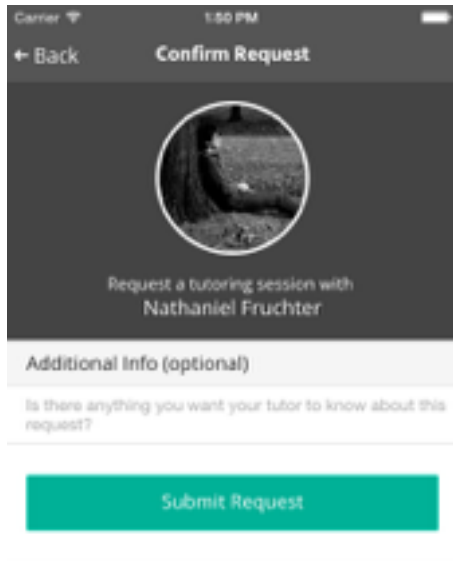 Carrier 1:50 PM
← Back Confirm Request
Request a tutoring session with
Nathaniel Fruchter
Additional Info (optional)
Is there anything you want your tutor to know about this
request?
Submit Request